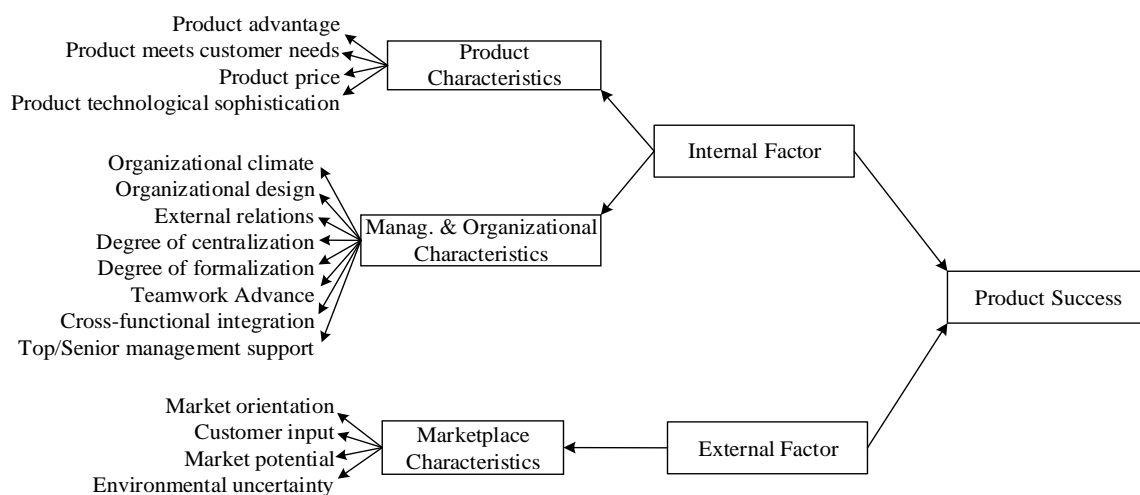 Product advantage
Product meets customer needs
Product price
Product technological sophistication
Product
Characteristics
Internal Factor
Organizational climate
Organizational design
External relations
Degree of centralization
Degree of formalization
Teamwork Advance
Cross-functional integration
Top/Senior management support
Manag. & Organizational
Characteristics
Product Success
Market orientation
Customer input
Market potential
Environmental uncertainty
Marketplace
Characteristics
External Factor